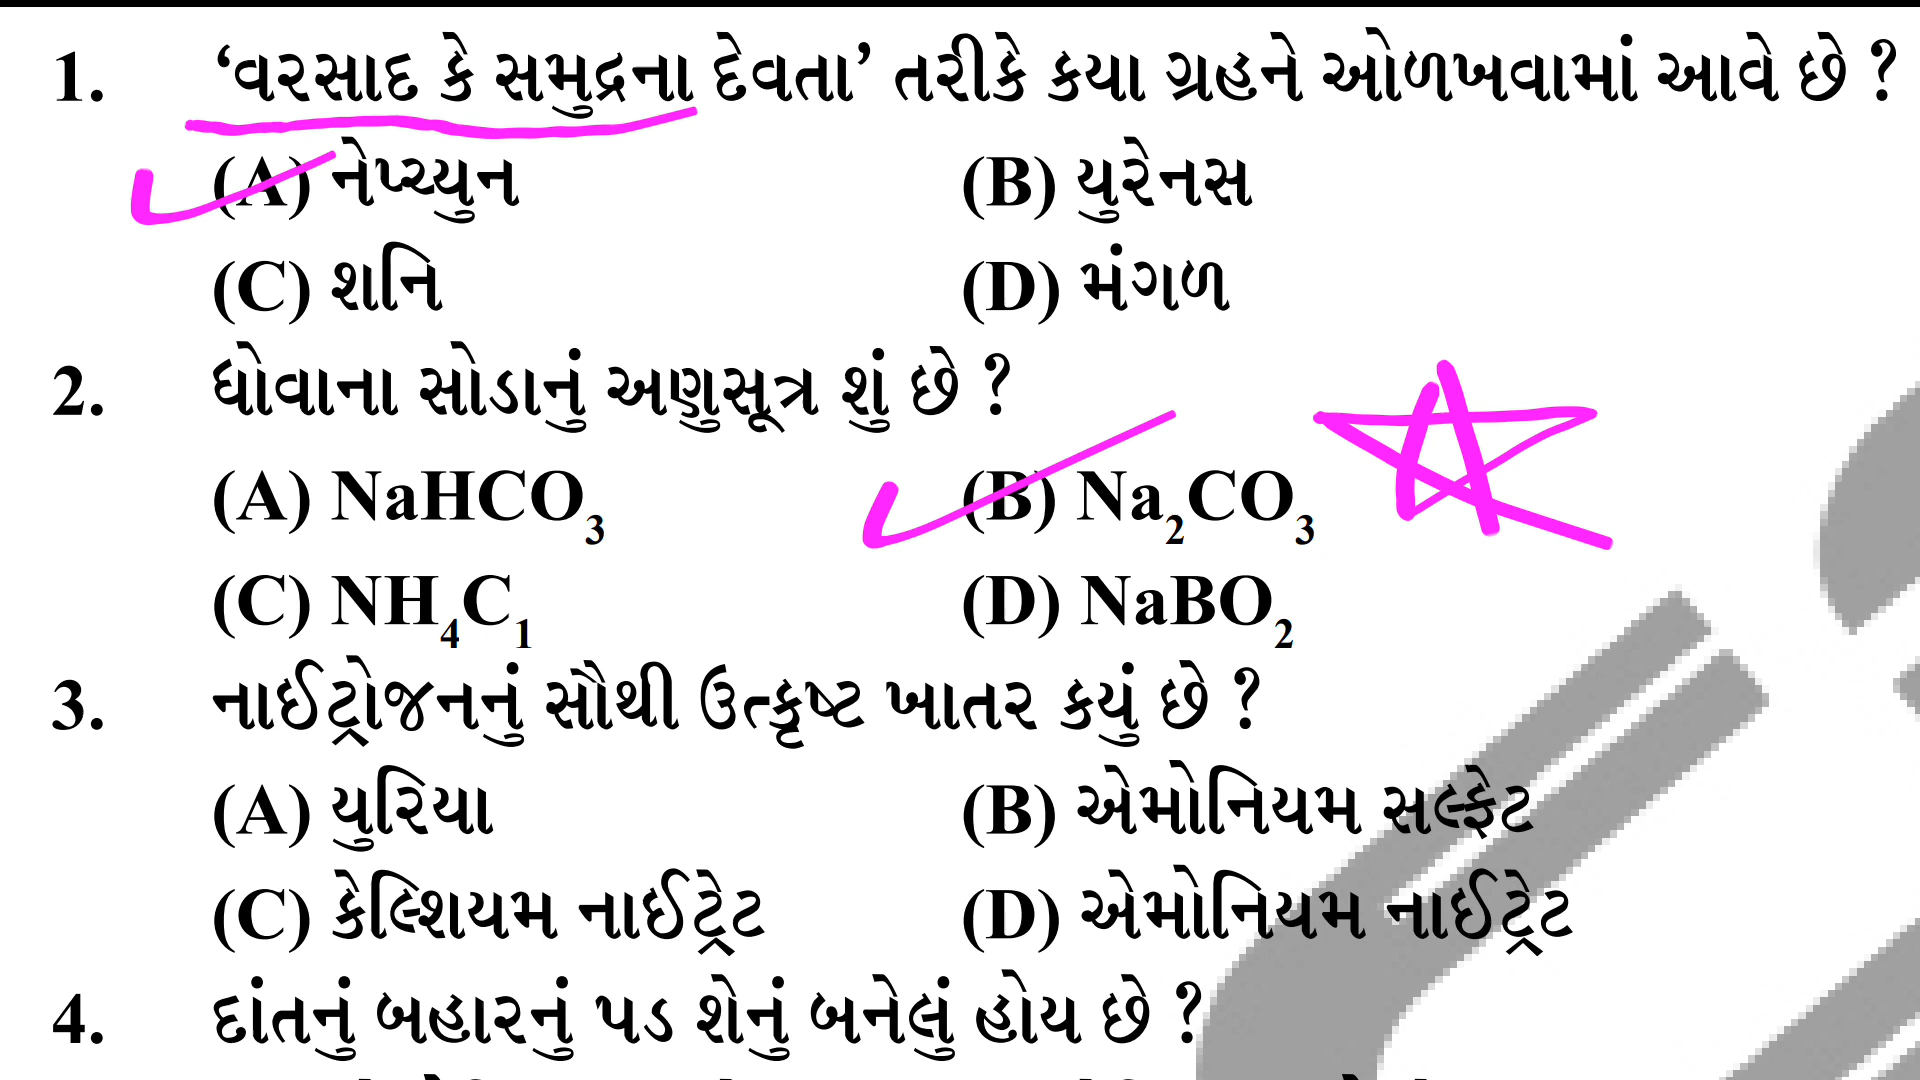 1. ‘વરસાદ કે સમુદ્રના દેવતા’ તરીકે કયા ગ્રહને ઓળખવામાં આવે છે ?
(A) નેપ્ચ્યુન (B) યુરેનસ
(C) શનિ (D) મંગળ
2. ધોવાના સોડાનું અણુસૂત્ર શું છે ?
(A) NaHCO₃ (B) Na₂CO₃
(C) NH₄C₁ (D) NaBO₂
3. નાઈટ્રોજનનું સૌથી ઉત્કૃષ્ટ ખાતર કયું છે ?
(A) યુરિયા (B) એમોનિયમ સલ્ફેટ
(C) કેલ્શિયમ નાઈટ્રેટ (D) એમોનિયમ નાઈટ્રેટ
4. દાંતનું બહારનું પડ શેનું બનેલું હોય છે ?